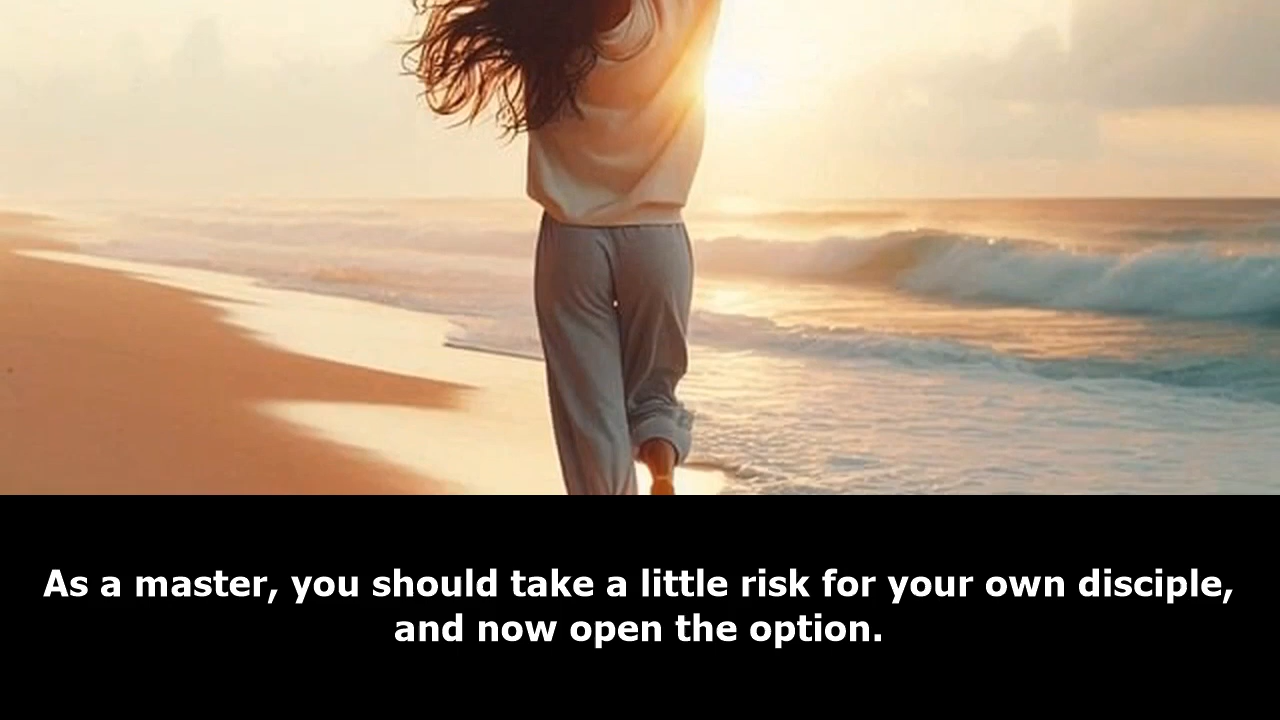 As a master, you should take a little risk for your own disciple,
and now open the option.